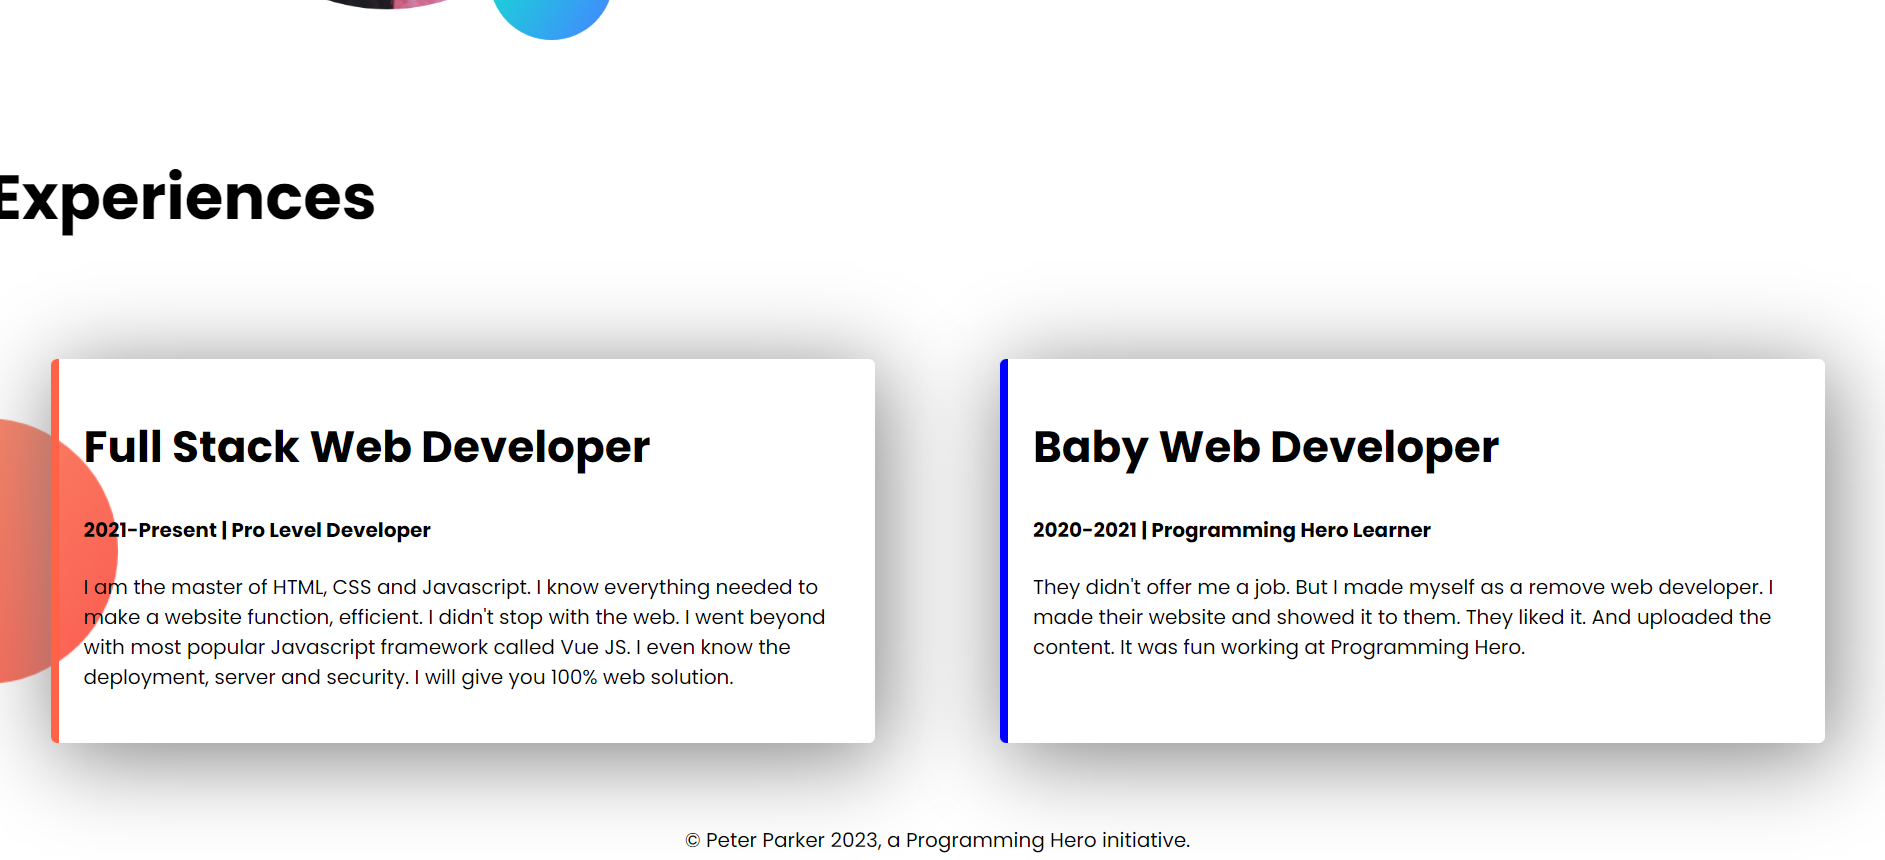 Experiences
Full Stack Web Developer
2021-Present | Pro Level Developer
I am the master of HTML, CSS and Javascript. I know everything needed to
make a website function, efficient. I didn't stop with the web. I went beyond
with most popular Javascript framework called Vue JS. I even know the
deployment, server and security. I will give you 100% web solution.
Baby Web Developer
2020-2021 | Programming Hero Learner
They didn't offer me a job. But I made myself as a remove web developer. I
made their website and showed it to them. They liked it. And uploaded the
content. It was fun working at Programming Hero.
© Peter Parker 2023, a Programming Hero initiative.